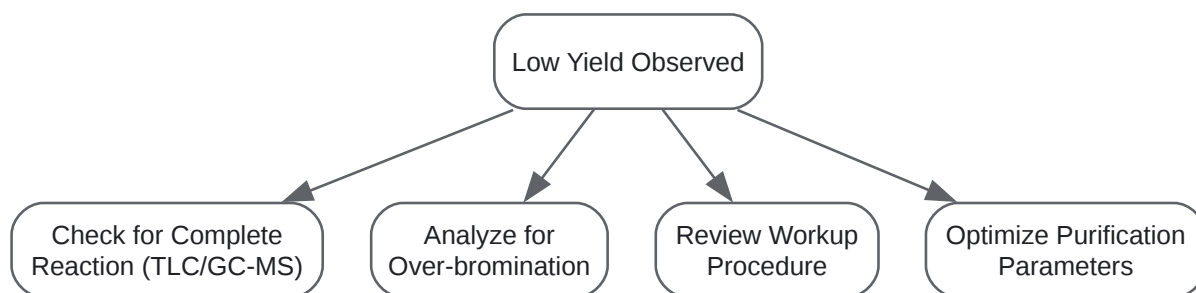 Low Yield Observed
Check for Complete
Reaction (TLC/GC-MS)
Analyze for
Over-bromination
Review Workup
Procedure
Optimize Purification
Parameters